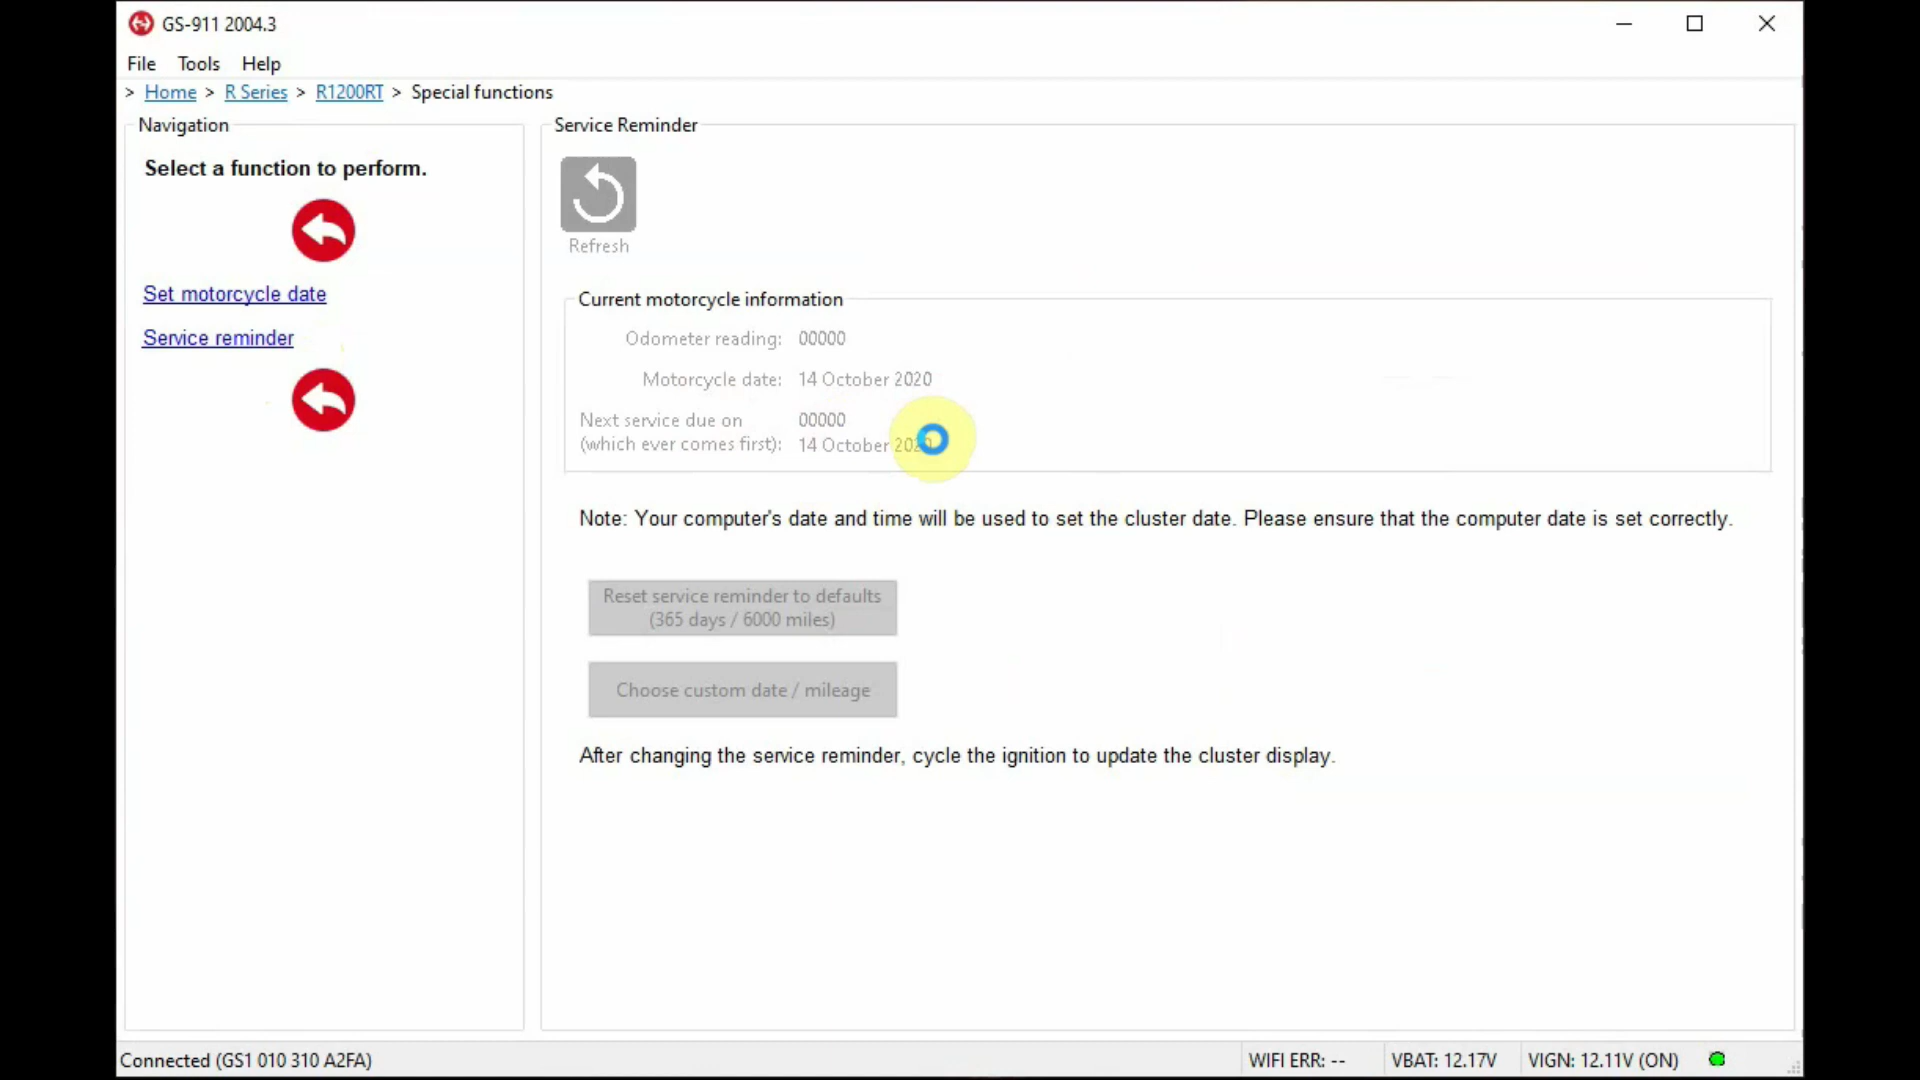 GS-911 2004.3
File Tools Help
> Home > R Series > R1200RT > Special functions
Navigation
Select a function to perform.
Set motorcycle date
Service reminder
Service Reminder
Refresh
Current motorcycle information
Odometer reading: 00000
Motorcycle date: 14 October 2020
Next service due on 00000
(which ever comes first): 14 October 2020
Note: Your computer's date and time will be used to set the cluster date. Please ensure that the computer date is set correctly.
Reset service reminder to defaults
(365 days / 6000 miles)
Choose custom date / mileage
After changing the service reminder, cycle the ignition to update the cluster display.
Connected (GS1 010 310 A2FA) WIFI ERR: -- VBAT: 12.17V VIGN: 12.11V (ON)